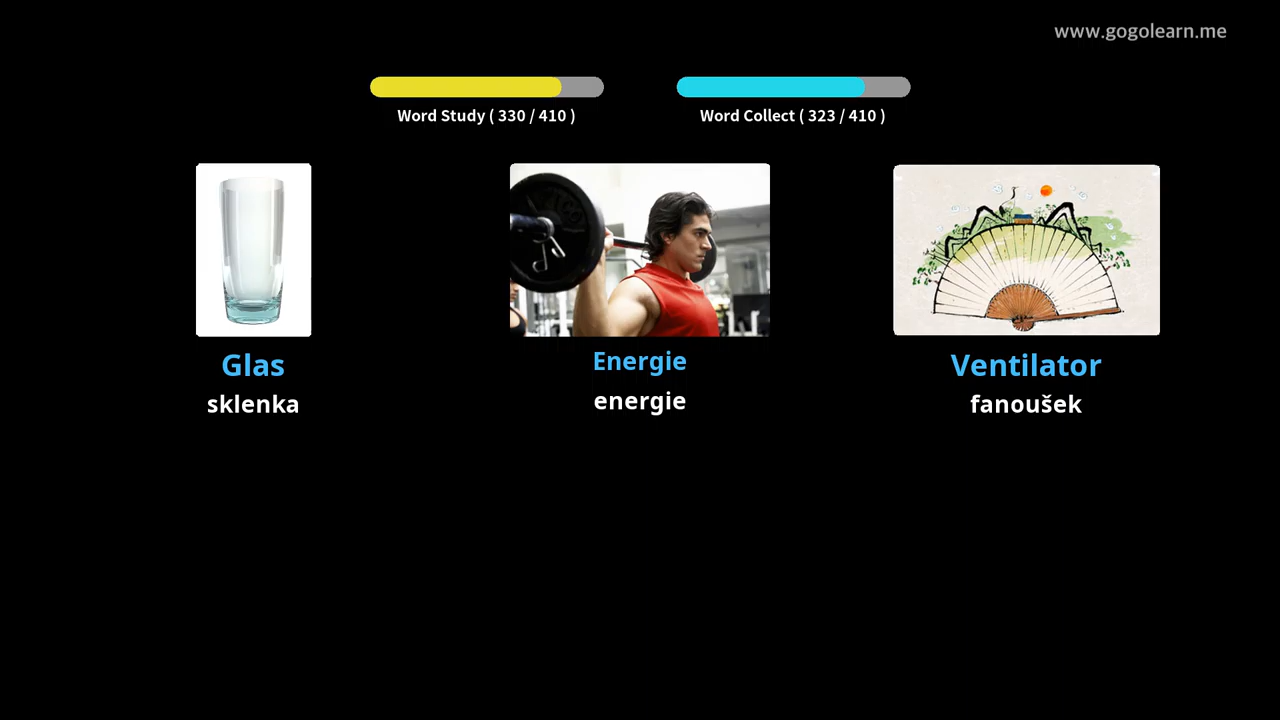 www.gogolearn.me
Word Study ( 330 / 410 )
Word Collect ( 323 / 410 )
Glas
sklenka
Energie
energie
Ventilator
fanoušek